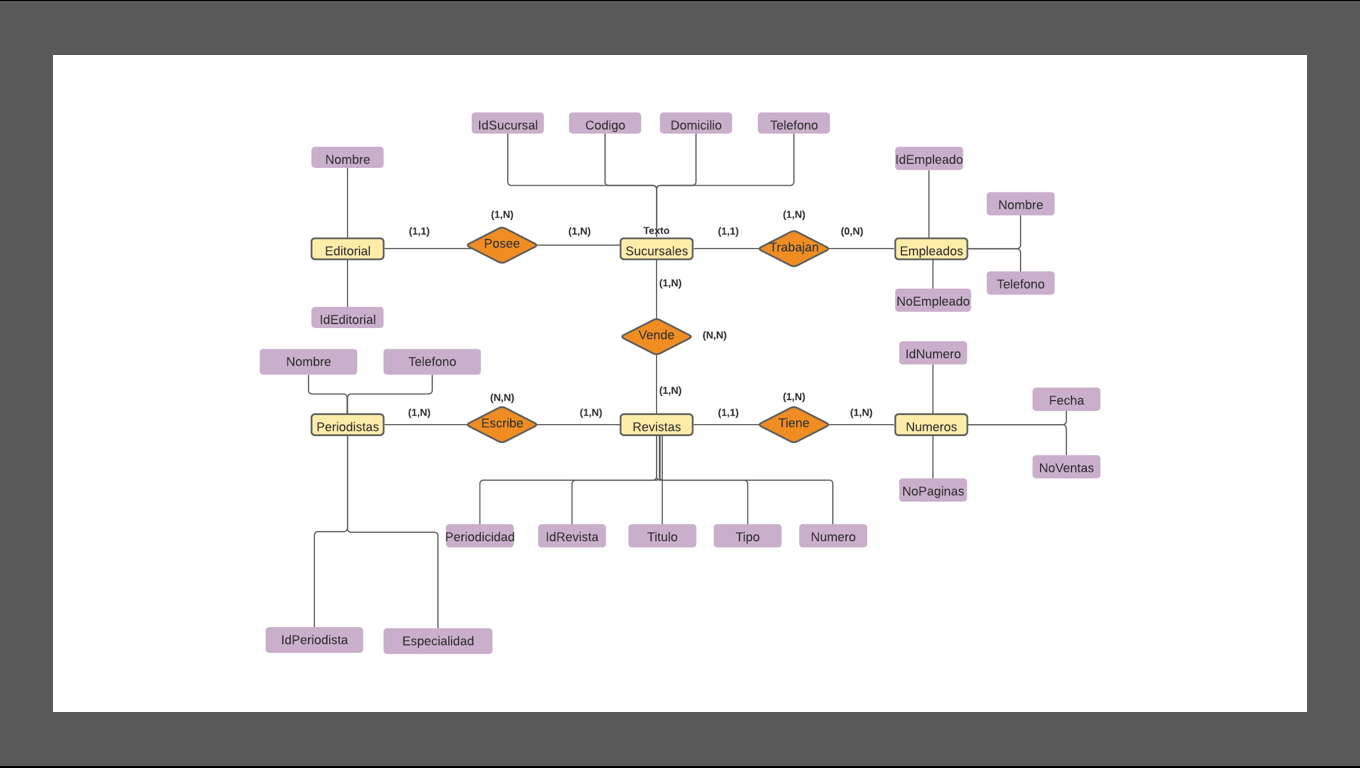 IdSucursal
Codigo
Domicilio
Telefono
Nombre
IdEmpleado
Nombre
(1,1)
(1,N)
(1,N)
Texto
(1,1)
(1,N)
(0,N)
Editorial
Posee
Sucursales
Trabajan
Empleados
Telefono
NoEmpleado
(1,N)
IdEditorial
Vende
(N,N)
Nombre
Telefono
IdNumero
(1,N)
(1,N)
(N,N)
(1,N)
(1,1)
(1,N)
(1,N)
Fecha
Periodistas
Escribe
Revistas
Tiene
Numeros
NoVentas
NoPaginas
Periodicidad
IdRevista
Titulo
Tipo
Numero
IdPeriodista
Especialidad